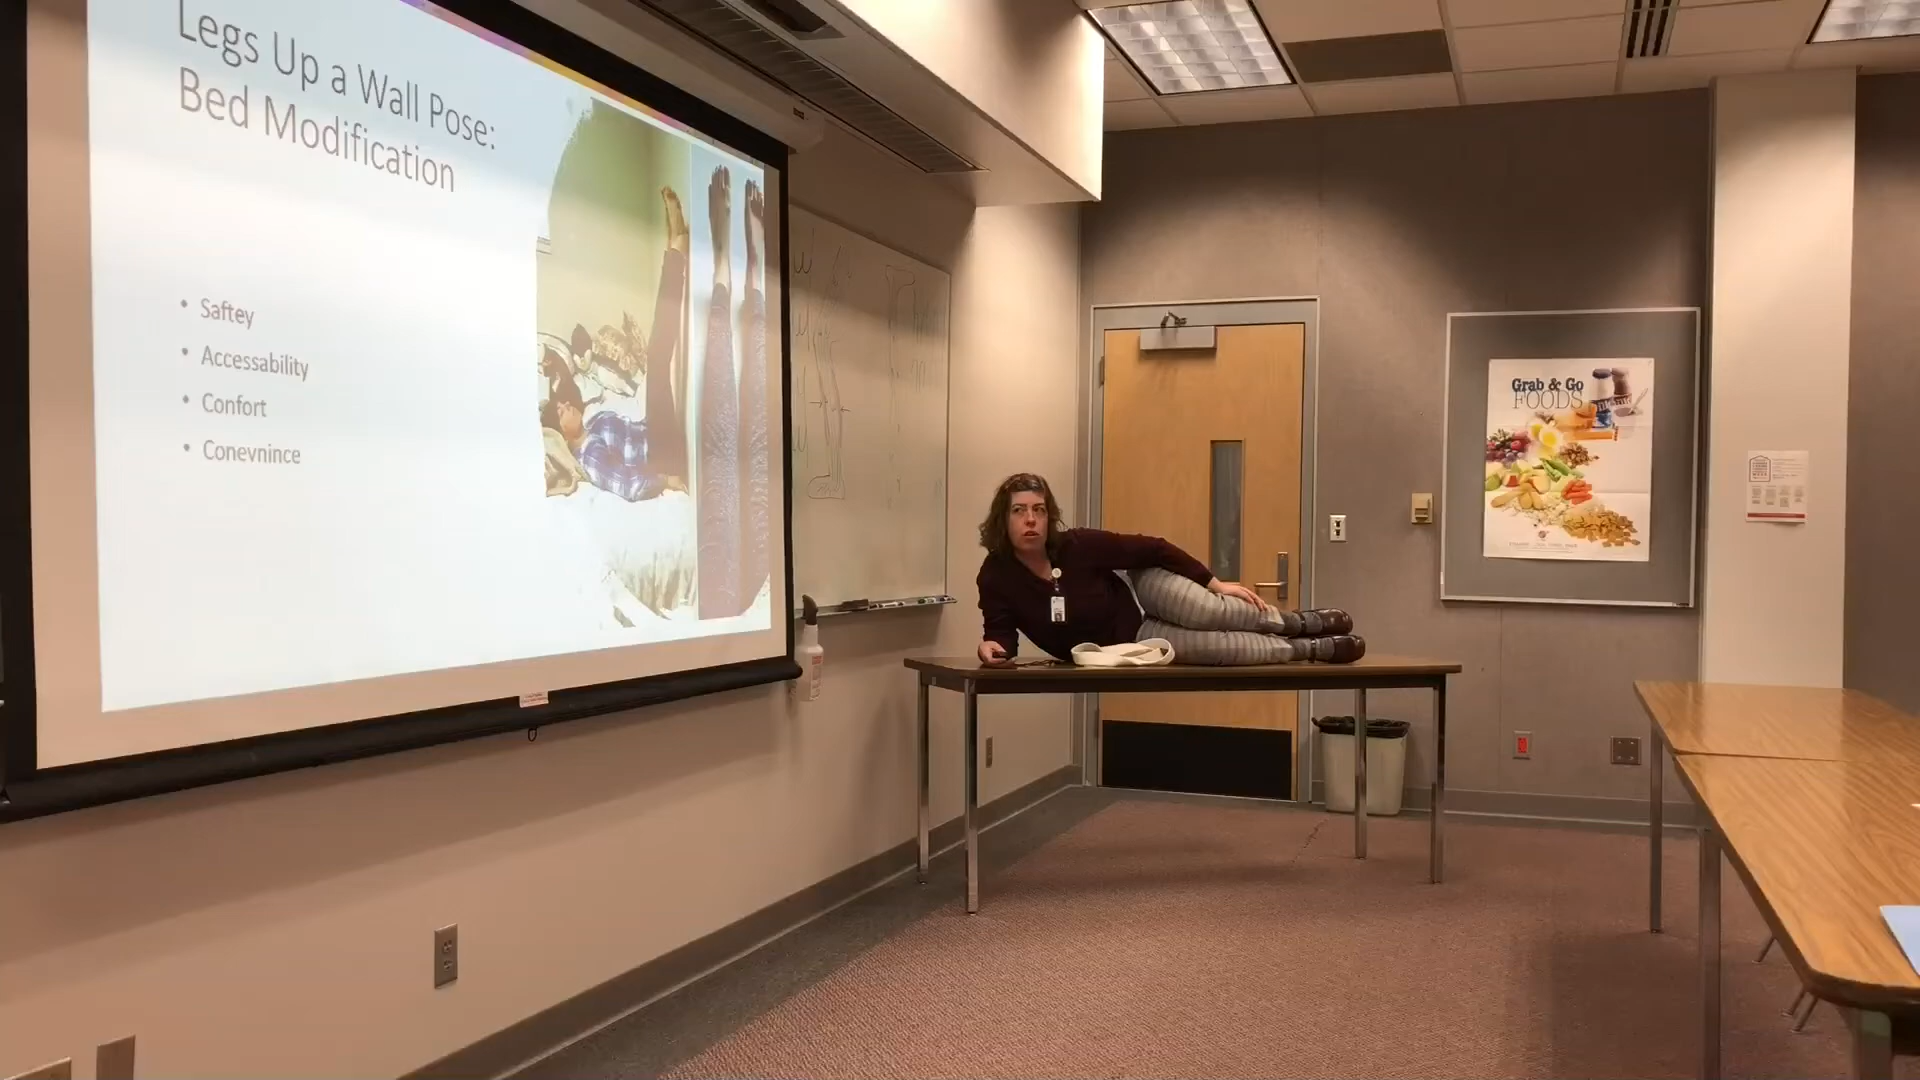 Legs Up a Wall Pose:
Bed Modification
• Saftey
• Accessability
• Confort
• Conevnince
Grab & Go
FOODS